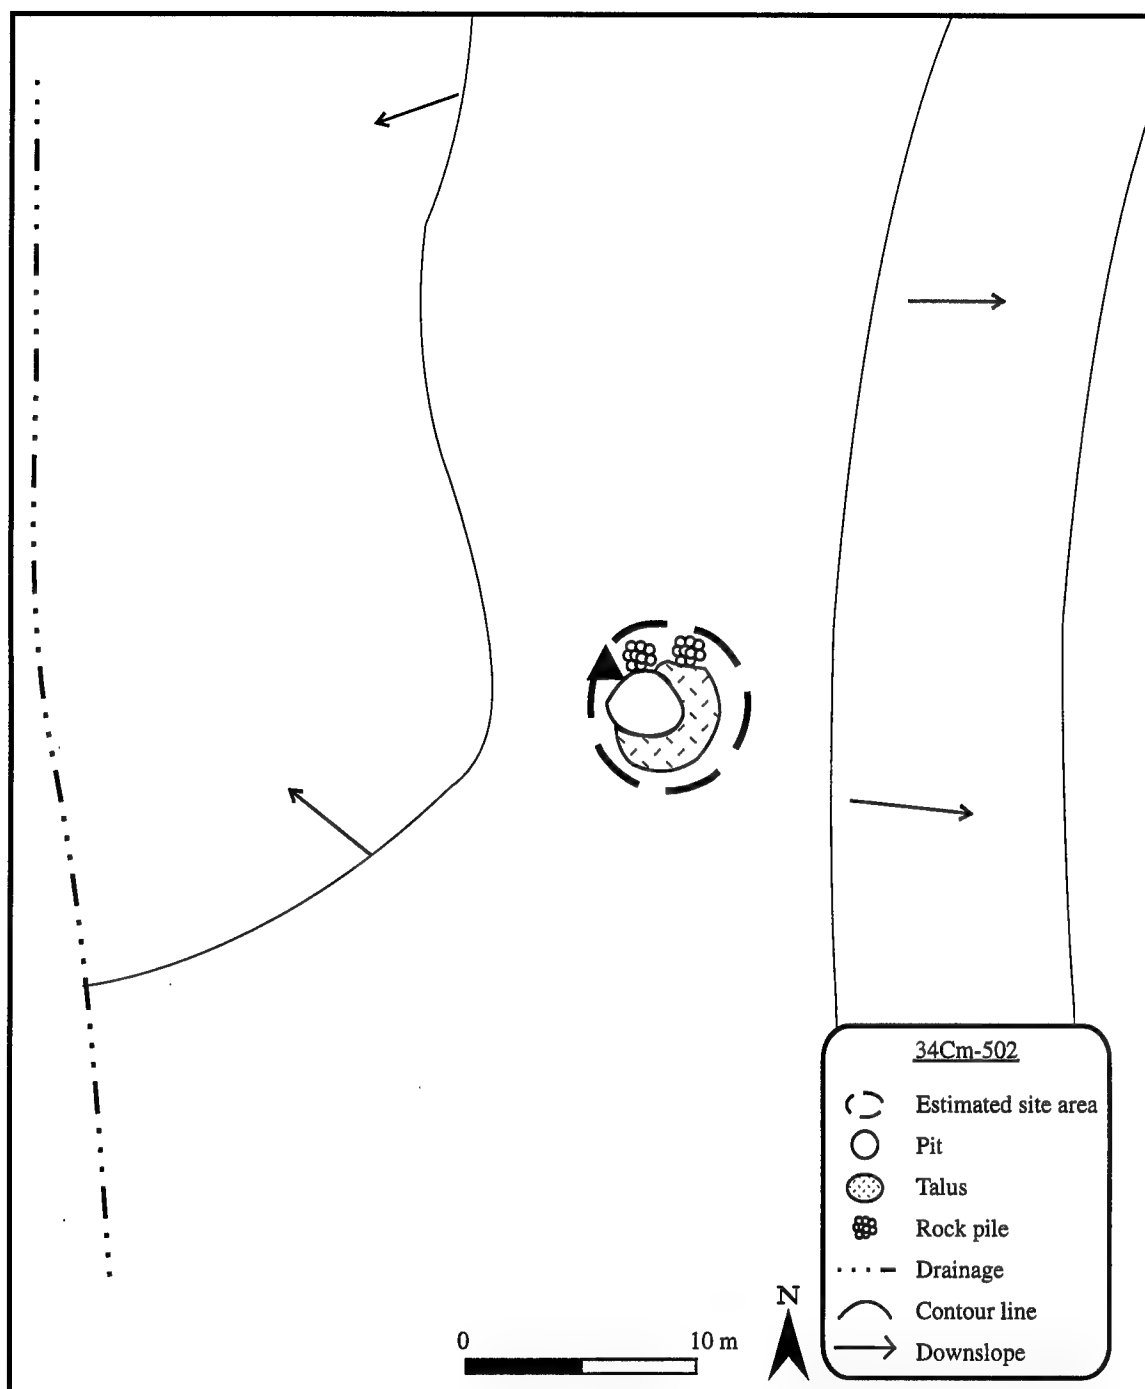 34Cm-502
Estimated site area
Pit
Talus
Rock pile
Drainage
Contour line
Downslope
N
0 10 m